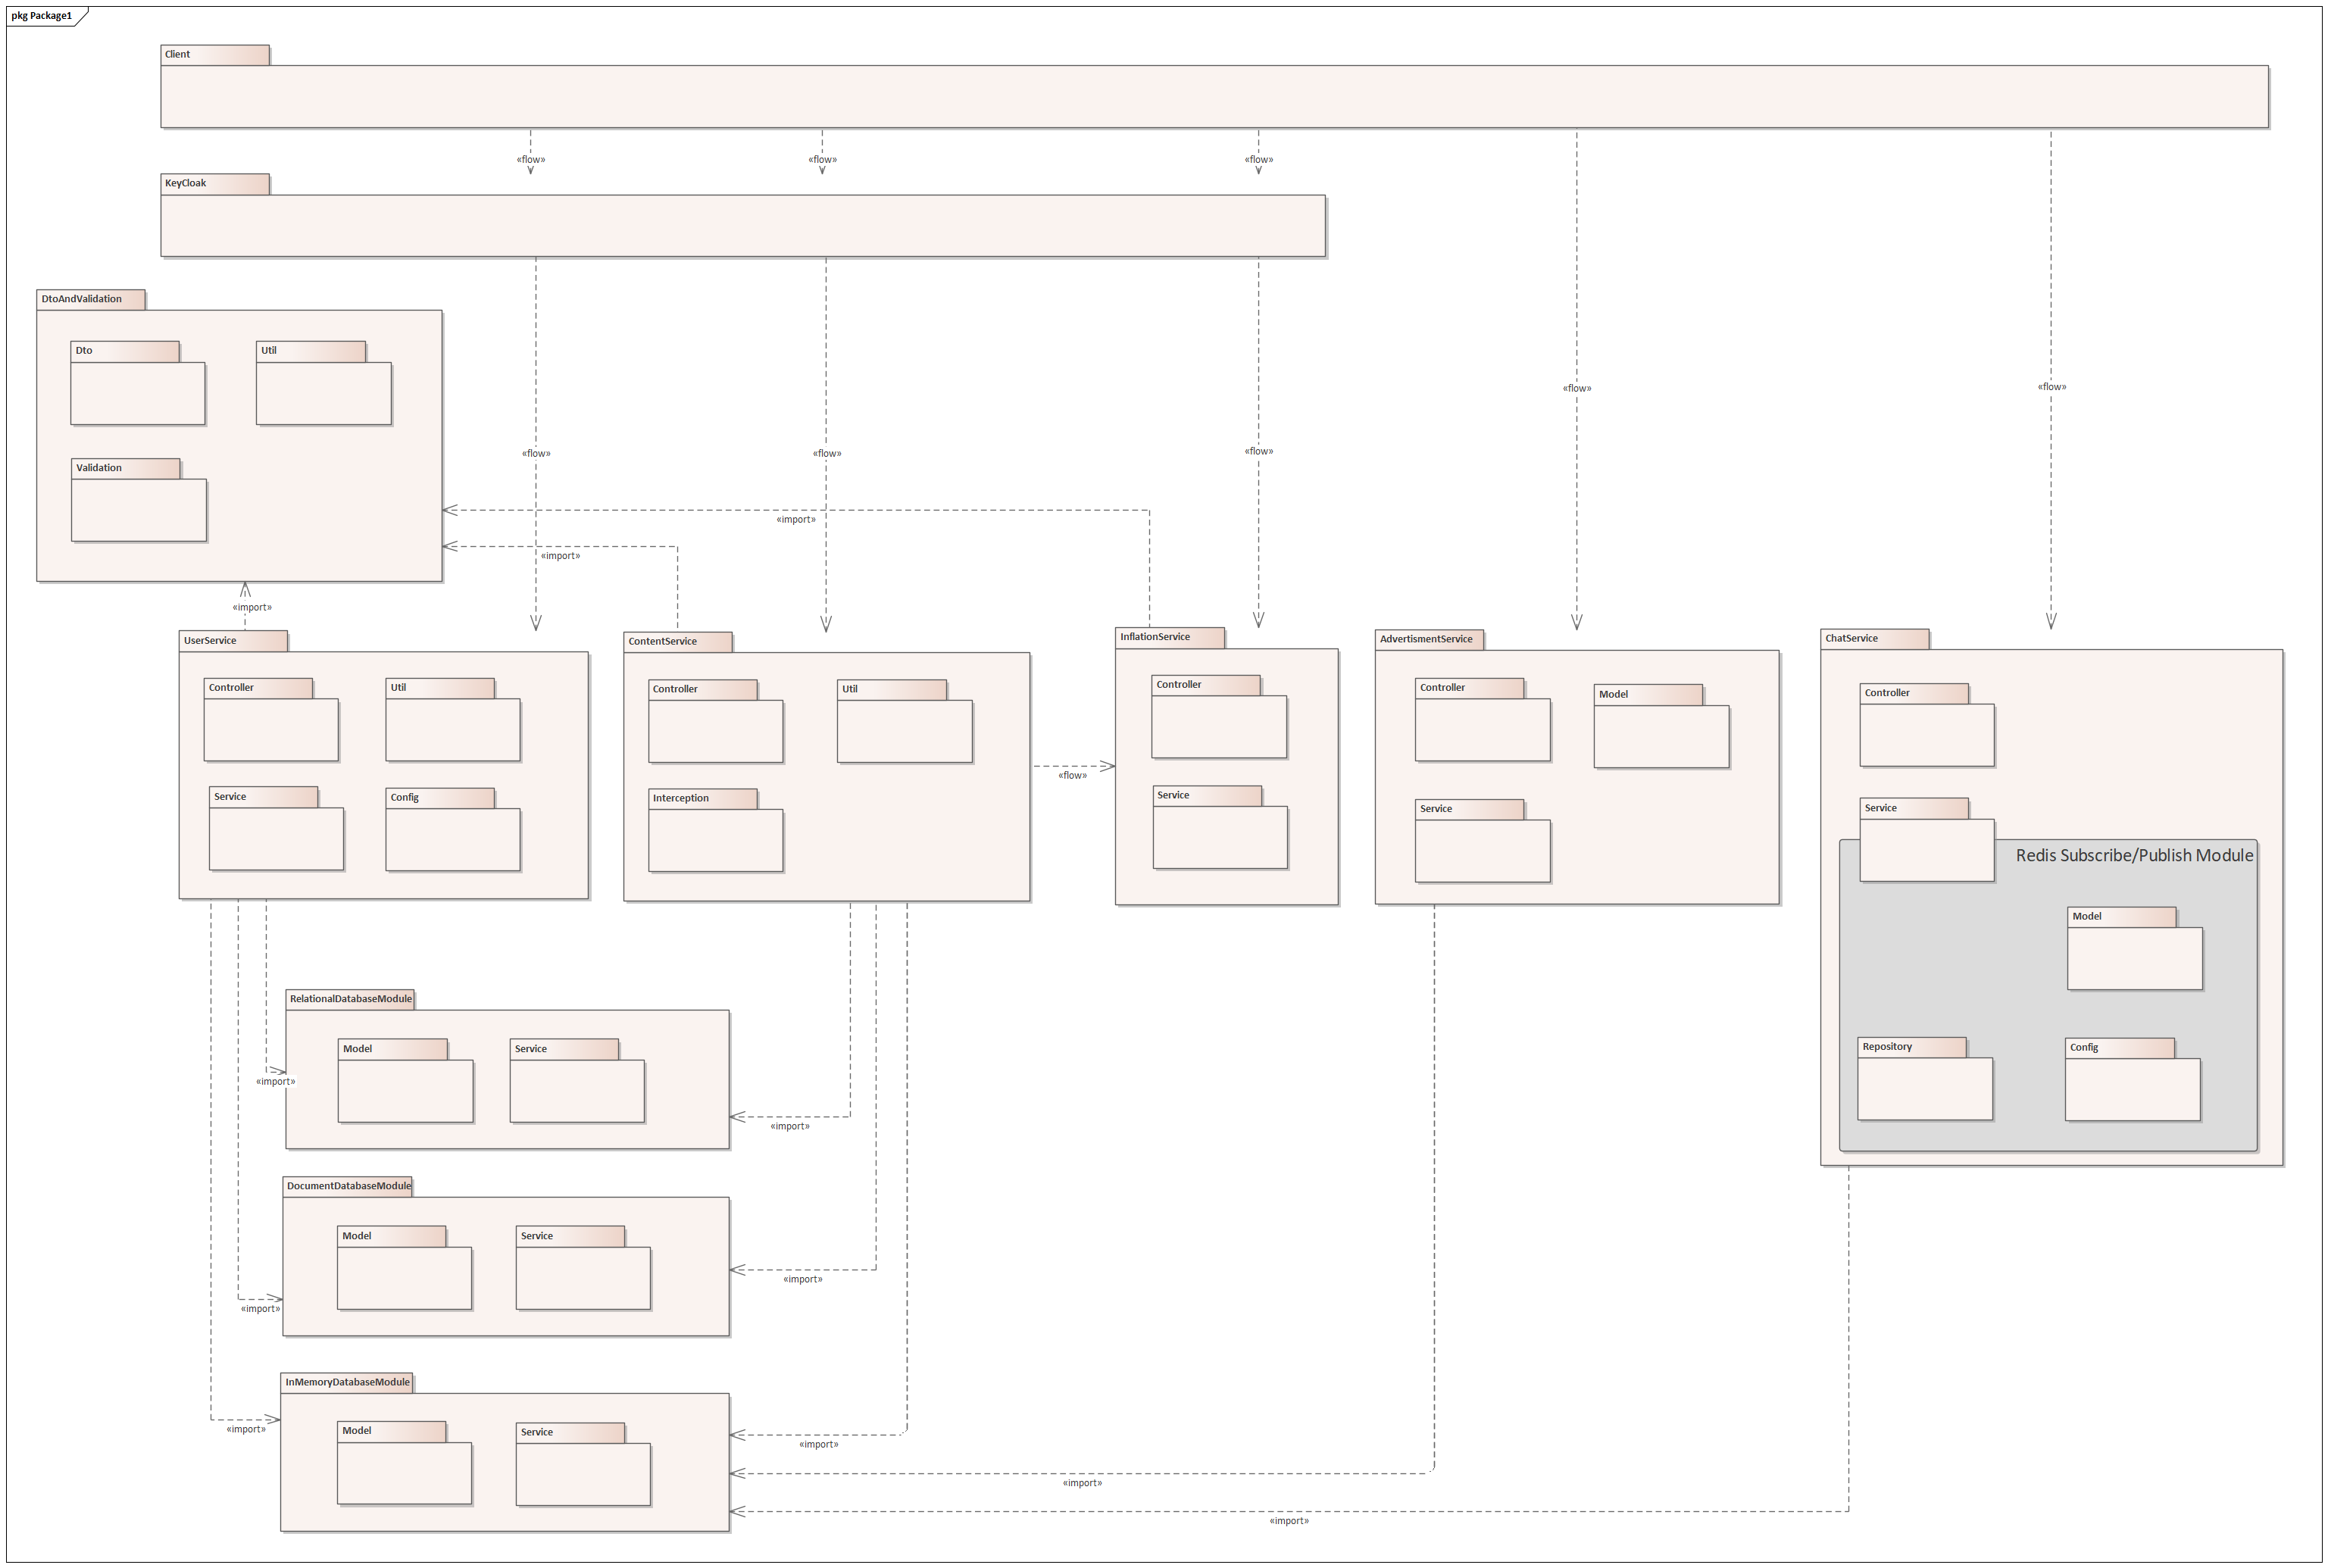 pkg Package1
Client
«flow»
«flow»
«flow»
KeyCloak
DtoAndValidation
Dto
Util
Validation
«flow»
«flow»
«flow»
«flow»
«flow»
«import»
«import»
«import»
UserService
Controller
Util
Service
Config
ContentService
Controller
Util
Interception
«flow»
InflationService
Controller
Service
AdvertismentService
Controller
Model
Service
ChatService
Controller
Service
Redis Subscribe/Publish Module
Model
Repository
Config
RelationalDatabaseModule
Model
Service
«import»
«import»
DocumentDatabaseModule
Model
Service
«import»
«import»
InMemoryDatabaseModule
Model
Service
«import»
«import»
«import»
«import»